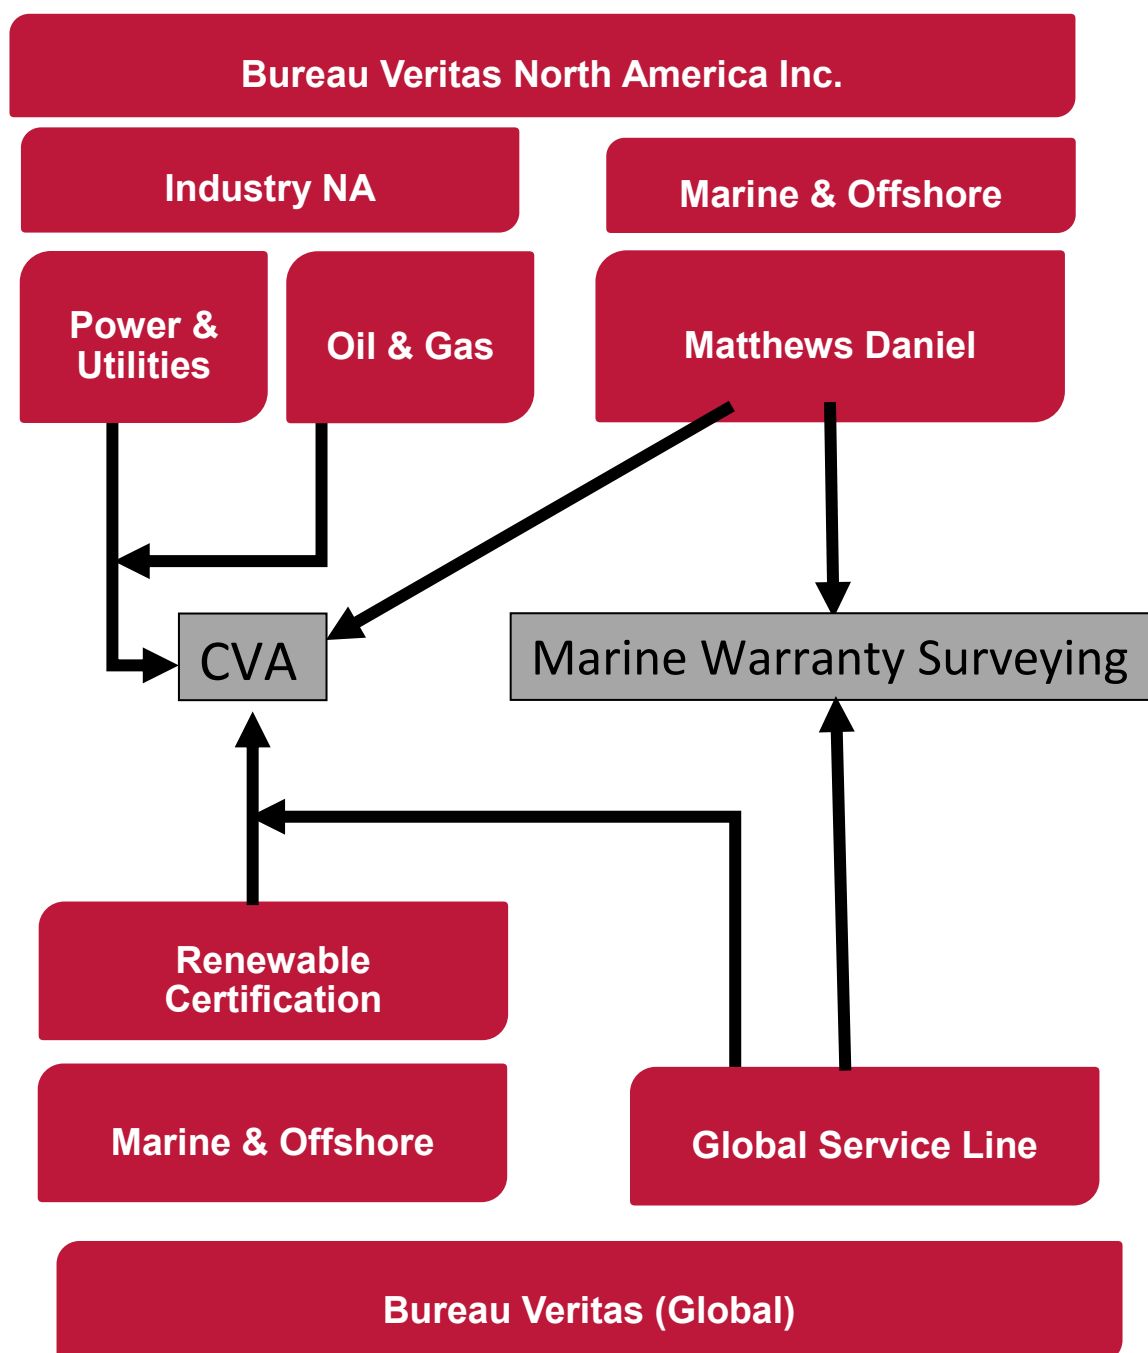 Bureau Veritas North America Inc.
Industry NA
Marine & Offshore
Power &
Utilities
Oil & Gas
Matthews Daniel
CVA
Marine Warranty Surveying
Renewable
Certification
Marine & Offshore
Global Service Line
Bureau Veritas (Global)